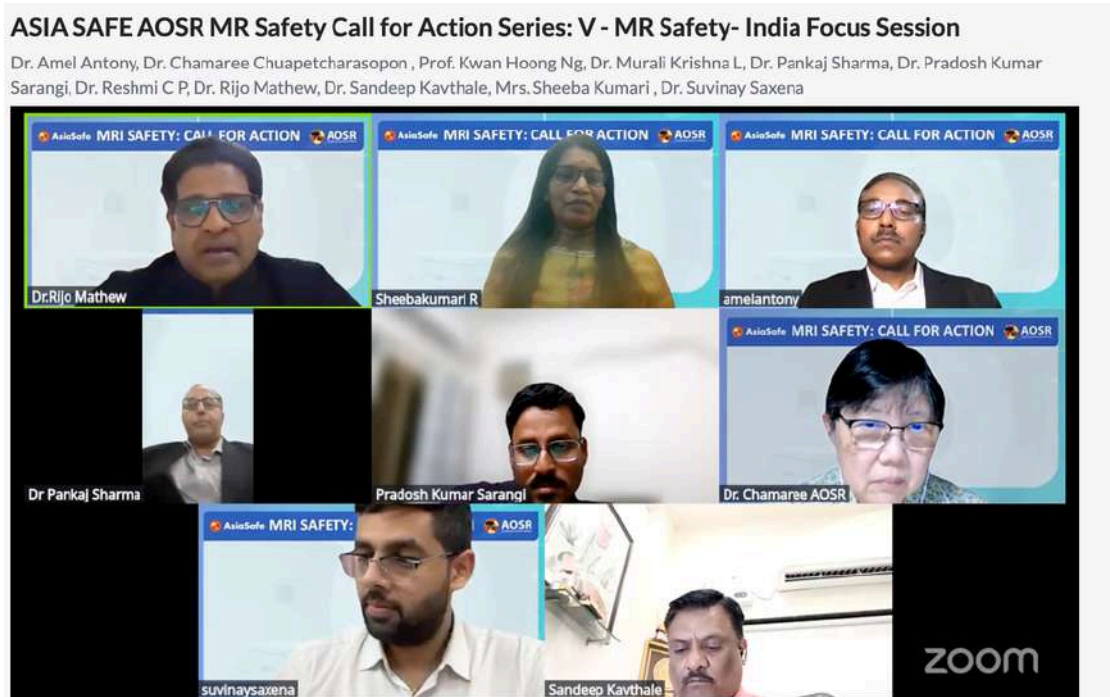 ASIA SAFE AOSR MR Safety Call for Action Series: V - MR Safety- India Focus Session
Dr. Amel Antony, Dr. Chamaree Chuapetcharasopon , Prof. Kwan Hoong Ng, Dr. Murali Krishna L, Dr. Pankaj Sharma, Dr. Pradosh Kumar
Sarangi, Dr. Reshmi C P, Dr. Rijo Mathew, Dr. Sandeep Kavthale, Mrs. Sheeba Kumari , Dr. Suvinay Saxena
AsiaSafe MRI SAFETY: CALL FOR ACTION AOSR
AsiaSafe MRI SAFETY: CALL FOR ACTION AOSR
AsiaSafe MRI SAFETY: CALL FOR ACTION AOSR
Dr.Rijo Mathew
Sheebakumari R
amelantony
AsiaSafe MRI SAFETY: CALL FOR ACTION AOSR
Dr Pankaj Sharma
Pradosh Kumar Sarangi
Dr. Chamaree AOSR
AsiaSafe MRI SAFETY: AOSR
suvinaysaxena
Sandeep Kavthale
zoom